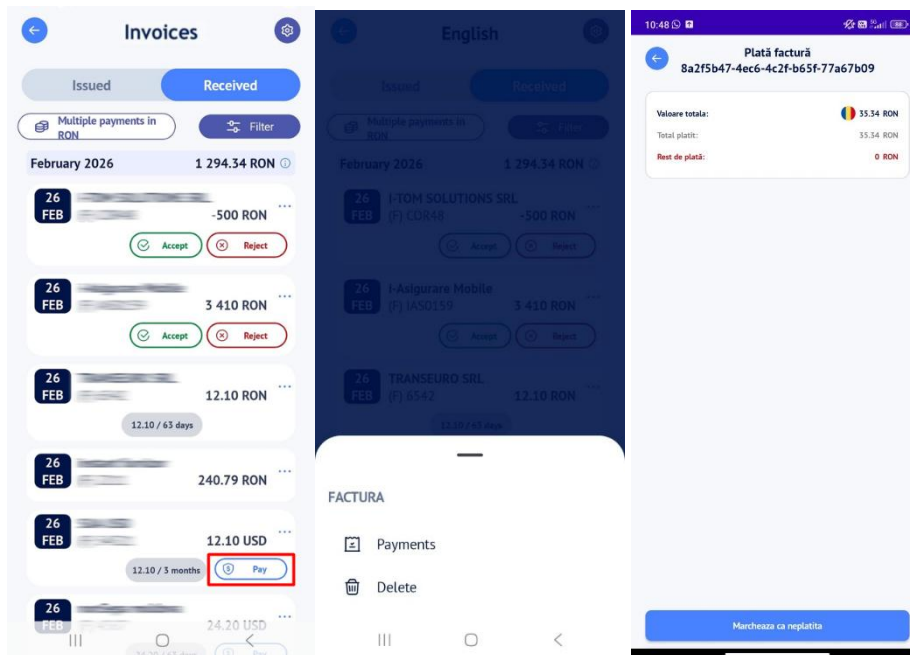 Invoices
Issued
Received
Multiple payments in
RON
Filter
February 2026
1 294.34 RON
26
FEB
-500 RON
Accept
Reject
26
FEB
3 410 RON
Accept
Reject
26
FEB
12.10 RON
12.10 / 63 days
26
FEB
240.79 RON
26
FEB
12.10 USD
12.10 / 3 months
Pay
26
FEB
24.20 USD
Pay
English
Issued
Received
Multiple payments in
RON
Filter
February 2026
1 294.34 RON
26
FEB
I-TOM SOLUTIONS SRL
(F) COR48
-500 RON
Accept
Reject
26
FEB
I-Asigurare Mobile
(F) IASO159
3 410 RON
Accept
Reject
26
FEB
TRANSEURO SRL
(F) 6542
12.10 RON
12.10 / 63 days
FACTURA
Payments
Delete
10:48
Plată factură
8a2f5b47-4ec6-4c2f-b65f-77a67b09
Valoare totala:
35.34 RON
Total platit:
35.34 RON
Rest de plată:
0 RON
Marcheaza ca neplatita